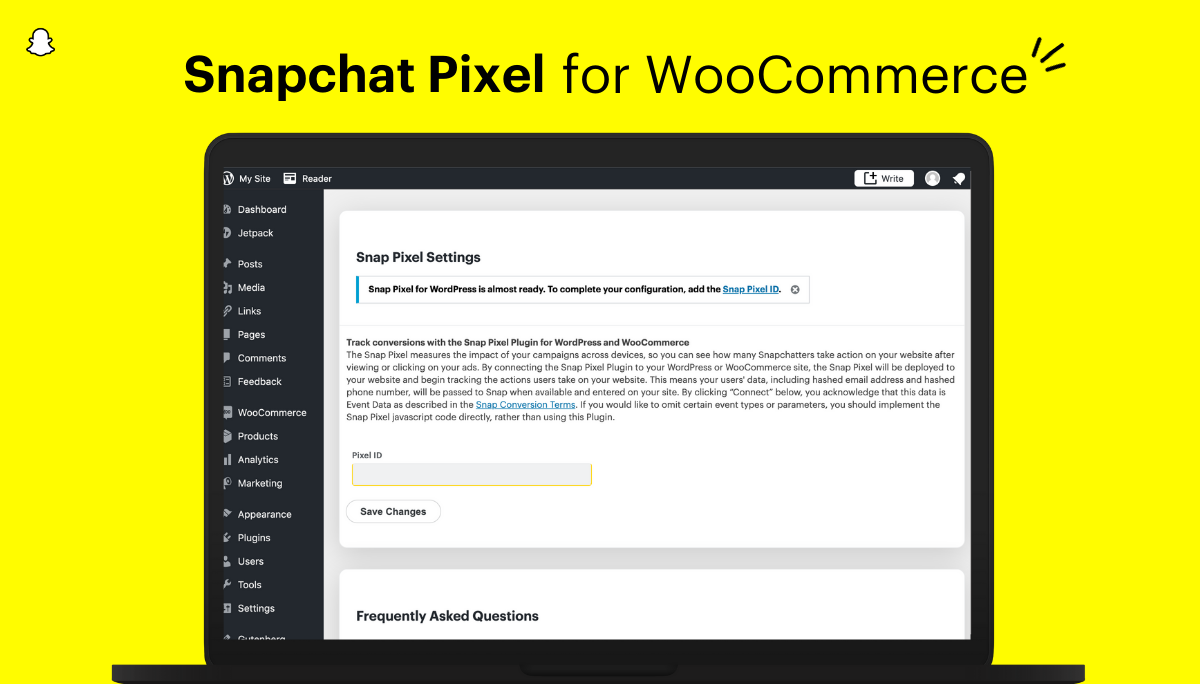 Snapchat Pixel for WooCommerce
My Site
Reader
Write
Dashboard
Jetpack
Posts
Media
Links
Pages
Comments
Feedback
WooCommerce
Products
Analytics
Marketing
Appearance
Plugins
Users
Tools
Settings
Gutenberg
Snap Pixel Settings
Snap Pixel for WordPress is almost ready. To complete your configuration, add the Snap Pixel ID.
Track conversions with the Snap Pixel Plugin for WordPress and WooCommerce
The Snap Pixel measures the impact of your campaigns across devices, so you can see how many Snapchatters take action on your website after
viewing or clicking on your ads. By connecting the Snap Pixel Plugin to your WordPress or WooCommerce site, the Snap Pixel will be deployed to
your website and begin tracking the actions users take on your website. This means your users' data, including hashed email address and hashed
phone number, will be passed to Snap when available and entered on your site. By clicking “Connect” below, you acknowledge that this data is
Event Data as described in the Snap Conversion Terms. If you would like to omit certain event types or parameters, you should implement the
Snap Pixel javascript code directly, rather than using this Plugin.
Pixel ID
Save Changes
Frequently Asked Questions